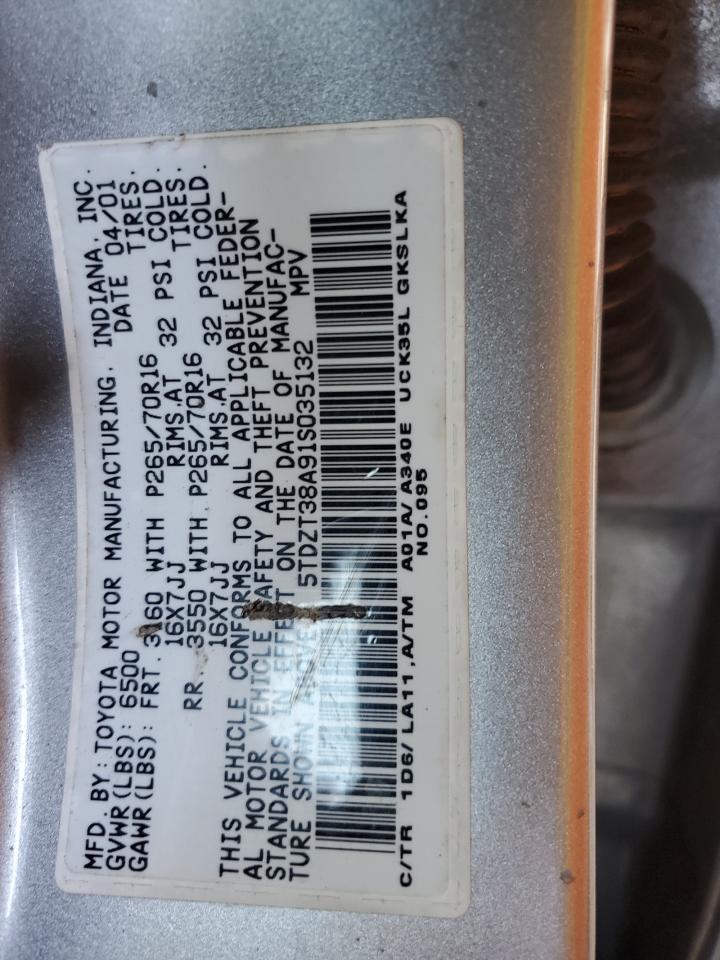 MFD. BY: TOYOTA MOTOR MANUFACTURING, INDIANA, INC.
GVWR(LBS): 6500 DATE 04/01
GAWR(LBS): FRT. 3160 WITH P265/70R16 TIRES,
16X7JJ RIMS,AT 32 PSI COLD.
RR. 3550 WITH P265/70R16 TIRES,
16X7JJ RIMS,AT 32 PSI COLD.
THIS VEHICLE CONFORMS TO ALL APPLICABLE FEDER-
AL MOTOR VEHICLE SAFETY AND THEFT PREVENTION
STANDARDS IN EFFECT ON THE DATE OF MANUFAC-
TURE SHOWN ABOVE. 5TDZT38A91S035132 MPV
C/TR 1D6/LA11,A/TM A01A/A340E UCK35L GKSLKA
NO.095